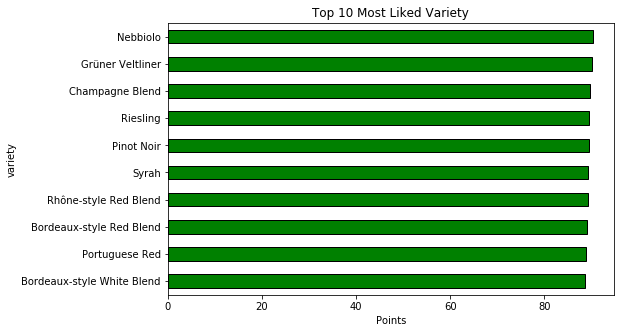 Top 10 Most Liked Variety
Nebbiolo
Grüner Veltliner
Champagne Blend
Riesling
Pinot Noir
Syrah
Rhône-style Red Blend
Bordeaux-style Red Blend
Portuguese Red
Bordeaux-style White Blend
variety
0 20 40 60 80
Points